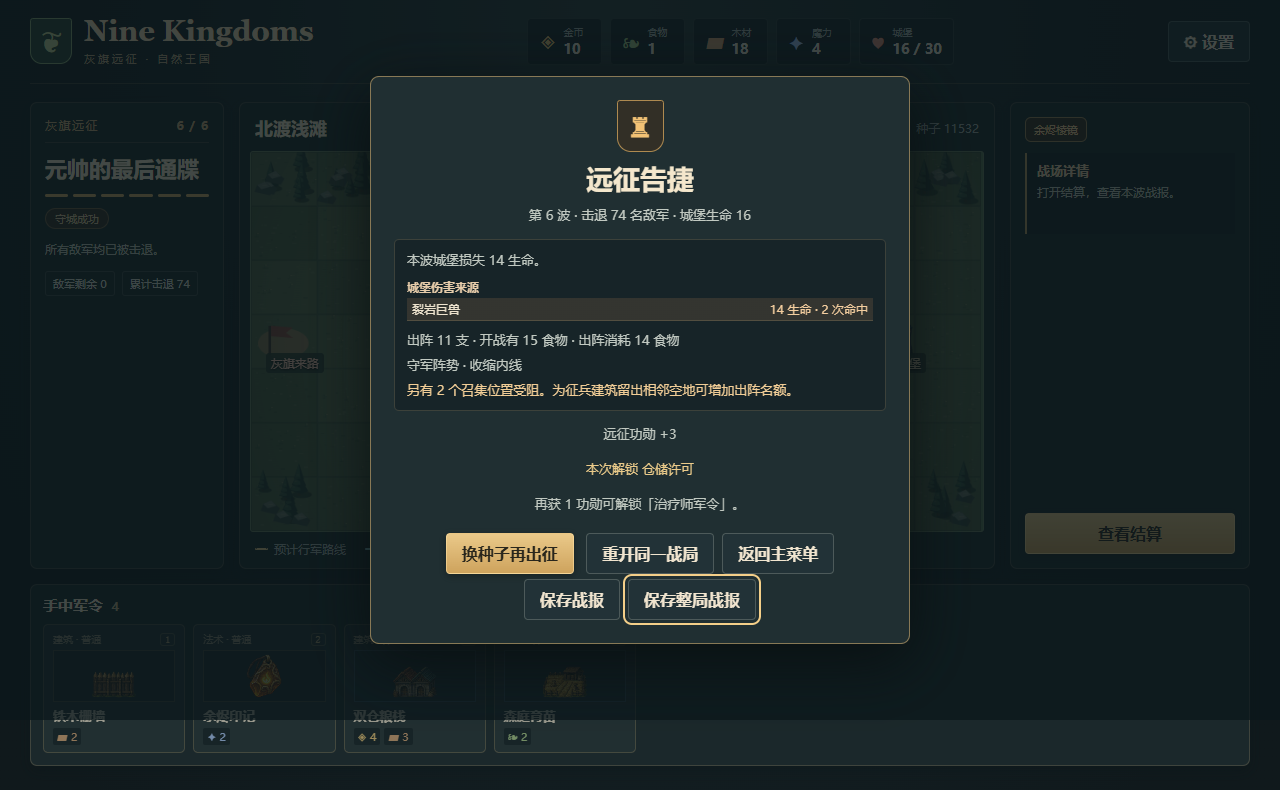 Nine Kingdoms
灰旗远征 · 自然王国
金币
10
食物
1
木材
18
魔力
4
城堡
16 / 30
设置
灰旗远征
6 / 6
元帅的最后通牒
守城成功
所有敌军均已被击退。
敌军剩余 0
累计击退 74
北渡浅滩
种子 11532
灰旗来路
堡
预计行军路线
余烬棱镜
战场详情
打开结算，查看本波战报。
查看结算
远征告捷
第 6 波 · 击退 74 名敌军 · 城堡生命 16
本波城堡损失 14 生命。
城堡伤害来源
裂岩巨兽
14 生命 · 2 次命中
出阵 11 支 · 开战有 15 食物 · 出阵消耗 14 食物
守军阵势 · 收缩内线
另有 2 个召集位置受阻。为征兵建筑留出相邻空地可增加出阵名额。
远征功勋 +3
本次解锁 仓储许可
再获 1 功勋可解锁「治疗师军令」。
换种子再出征
重开同一战局
返回主菜单
保存战报
保存整局战报
手中军令 4
建筑 · 普通
1
法术 · 普通
2
铁木栅墙
2
余烬印记
2
双仓粮栈
4
3
森庭育苗
2